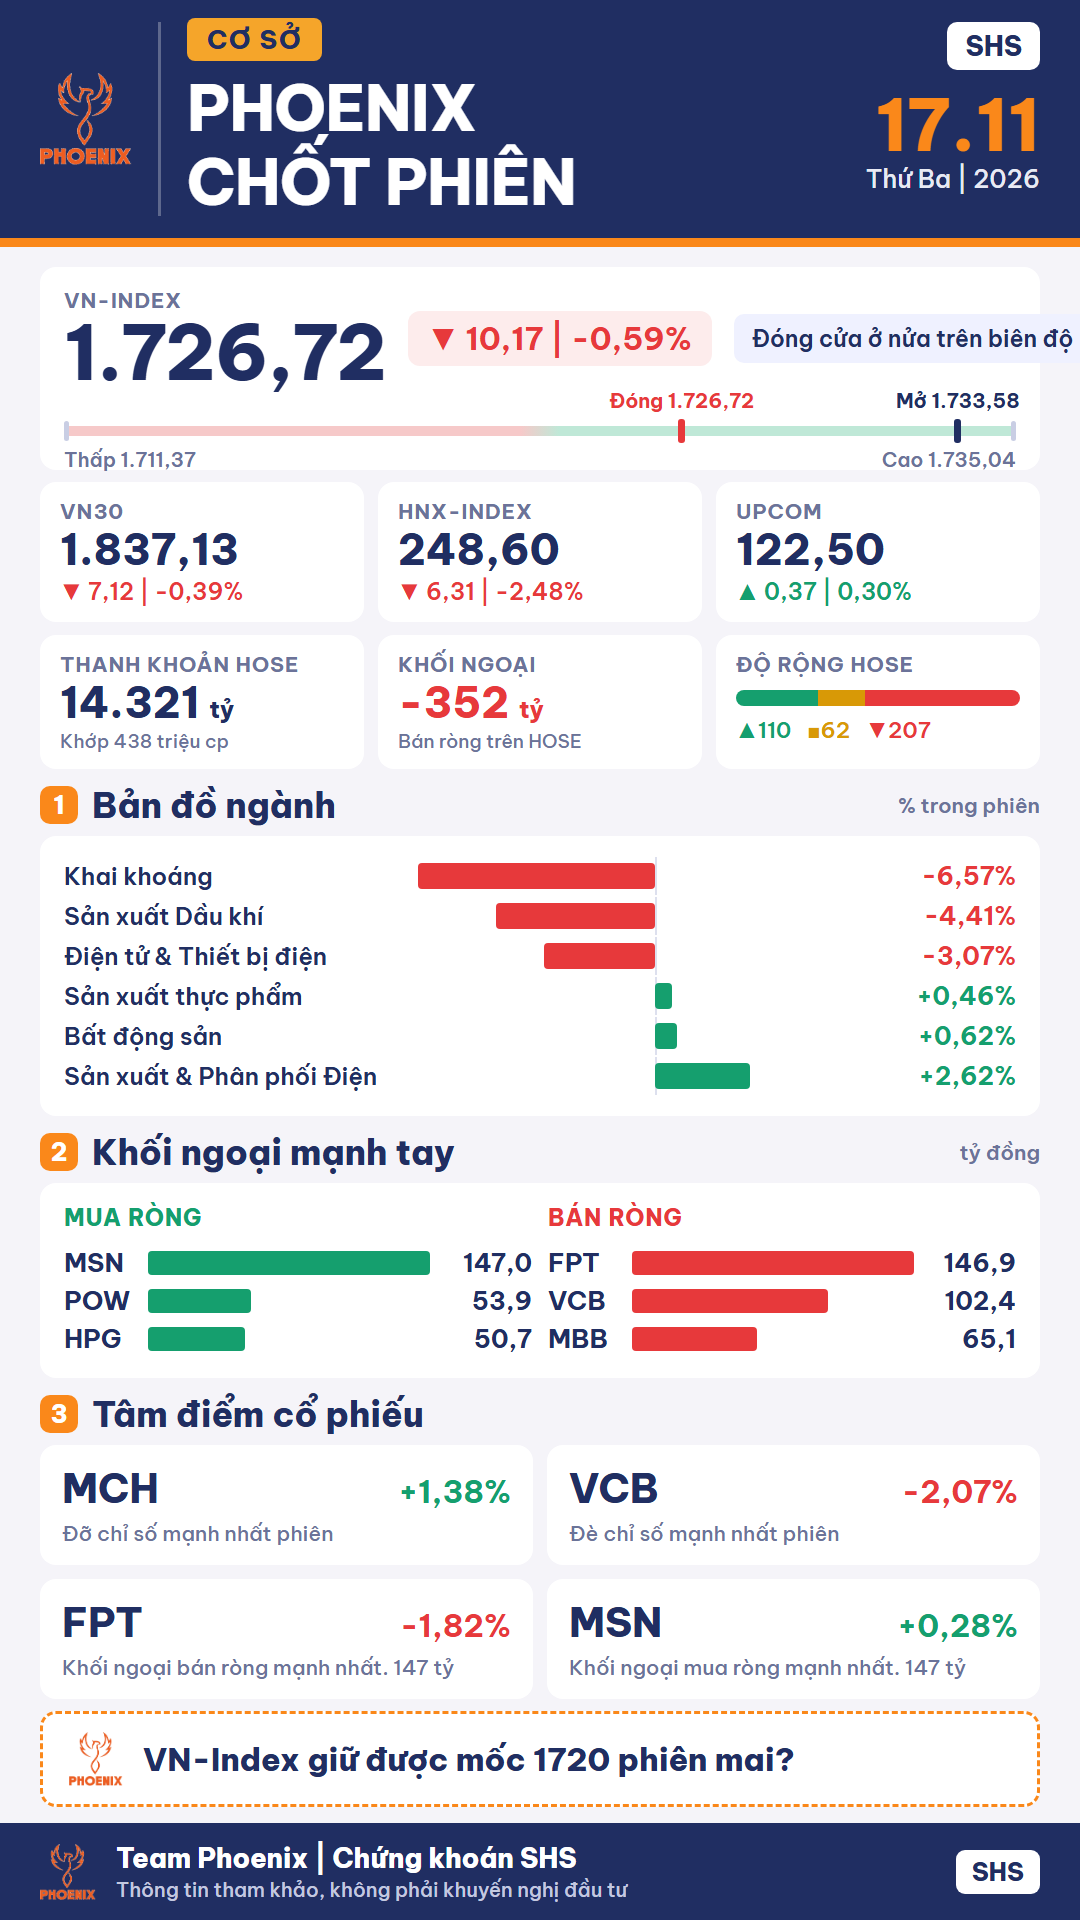 CƠ SỞ
SHS
PHOENIX
PHOENIX
CHỐT PHIÊN
17.11
Thứ Ba | 2026
VN-INDEX
1.726,72
▼ 10,17 | -0,59%
Đóng cửa ở nửa trên biên độ
Đóng 1.726,72
Mở 1.733,58
Thấp 1.711,37
Cao 1.735,04
VN30
1.837,13
▼ 7,12 | -0,39%
HNX-INDEX
248,60
▼ 6,31 | -2,48%
UPCOM
122,50
▲ 0,37 | 0,30%
THANH KHOẢN HOSE
14.321 tỷ
Khớp 438 triệu cp
KHỐI NGOẠI
-352 tỷ
Bán ròng trên HOSE
ĐỘ RỘNG HOSE
▲110 ■62 ▼207
1 Bản đồ ngành
% trong phiên
Khai khoáng -6,57%
Sản xuất Dầu khí -4,41%
Điện tử & Thiết bị điện -3,07%
Sản xuất thực phẩm +0,46%
Bất động sản +0,62%
Sản xuất & Phân phối Điện +2,62%
2 Khối ngoại mạnh tay
tỷ đồng
MUA RÒNG
MSN 147,0
POW 53,9
HPG 50,7
BÁN RÒNG
FPT 146,9
VCB 102,4
MBB 65,1
3 Tâm điểm cổ phiếu
MCH +1,38%
Đỡ chỉ số mạnh nhất phiên
VCB -2,07%
Đè chỉ số mạnh nhất phiên
FPT -1,82%
Khối ngoại bán ròng mạnh nhất. 147 tỷ
MSN +0,28%
Khối ngoại mua ròng mạnh nhất. 147 tỷ
PHOENIX
VN-Index giữ được mốc 1720 phiên mai?
PHOENIX
Team Phoenix | Chứng khoán SHS
Thông tin tham khảo, không phải khuyến nghị đầu tư
SHS